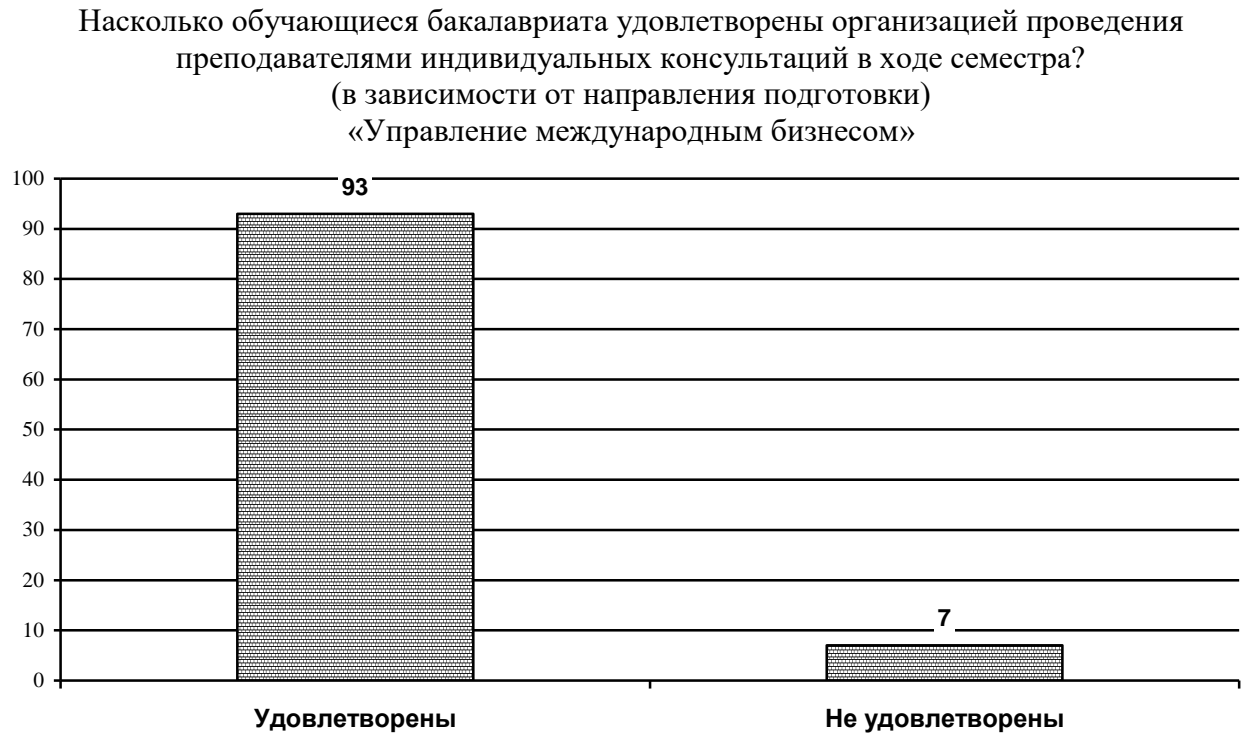 Насколько обучающиеся бакалавриата удовлетворены организацией проведения
преподавателями индивидуальных консультаций в ходе семестра?
(в зависимости от направления подготовки)
«Управление международным бизнесом»
100
90
80
70
60
50
40
30
20
10
0
93
7
Удовлетворены
Не удовлетворены